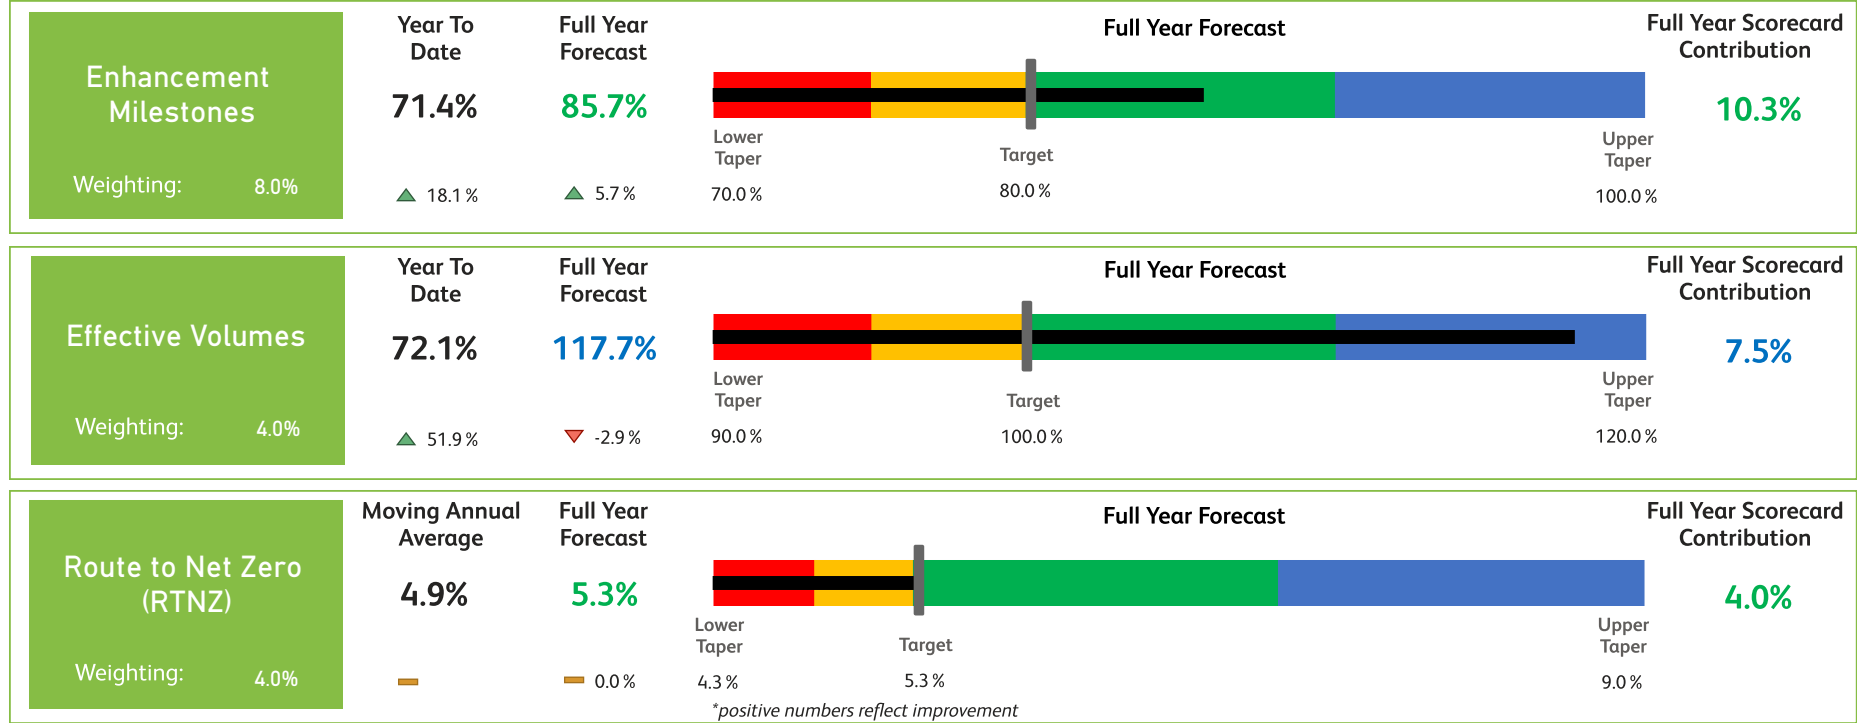 Enhancement
Milestones
Weighting: 8.0%
Year To
Date
71.4%
18.1 %
Full Year
Forecast
85.7%
5.7 %
Full Year Forecast
Lower
Taper
70.0 %
Target
80.0 %
Upper
Taper
100.0 %
Full Year Scorecard
Contribution
10.3%
Effective Volumes
Weighting: 4.0%
Year To
Date
72.1%
51.9 %
Full Year
Forecast
117.7%
-2.9 %
Full Year Forecast
Lower
Taper
90.0 %
Target
100.0 %
Upper
Taper
120.0 %
Full Year Scorecard
Contribution
7.5%
Route to Net Zero
(RTNZ)
Weighting: 4.0%
Moving Annual
Average
4.9%
Full Year
Forecast
5.3%
0.0 %
Full Year Forecast
Lower
Taper
4.3 %
Target
5.3 %
Upper
Taper
9.0 %
*positive numbers reflect improvement
Full Year Scorecard
Contribution
4.0%